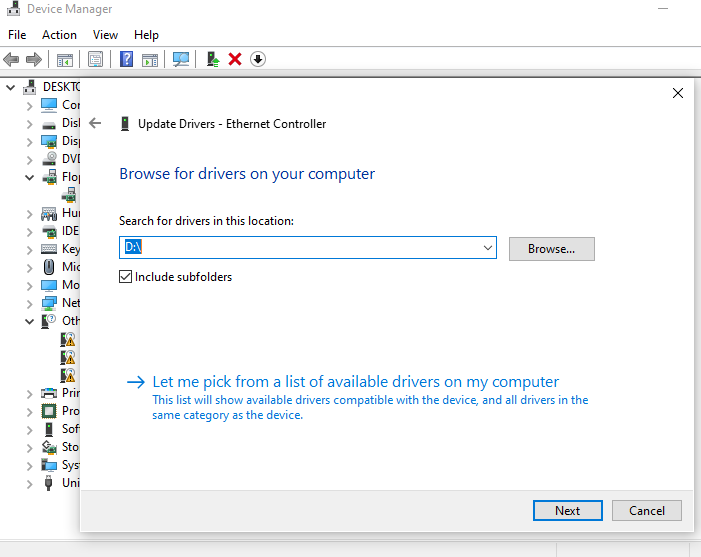 Device Manager
File Action View Help
DESKTO
Update Drivers - Ethernet Controller
Browse for drivers on your computer
Search for drivers in this location:
D:\
Browse...
Include subfolders
Let me pick from a list of available drivers on my computer
This list will show available drivers compatible with the device, and all drivers in the
same category as the device.
Next Cancel
Cor
Disk
Disp
DVD
Flop
Hur
IDE
Key
Mic
Mo
Net
Oth
Prin
Pro
Sof
Sto
Syst
Uni